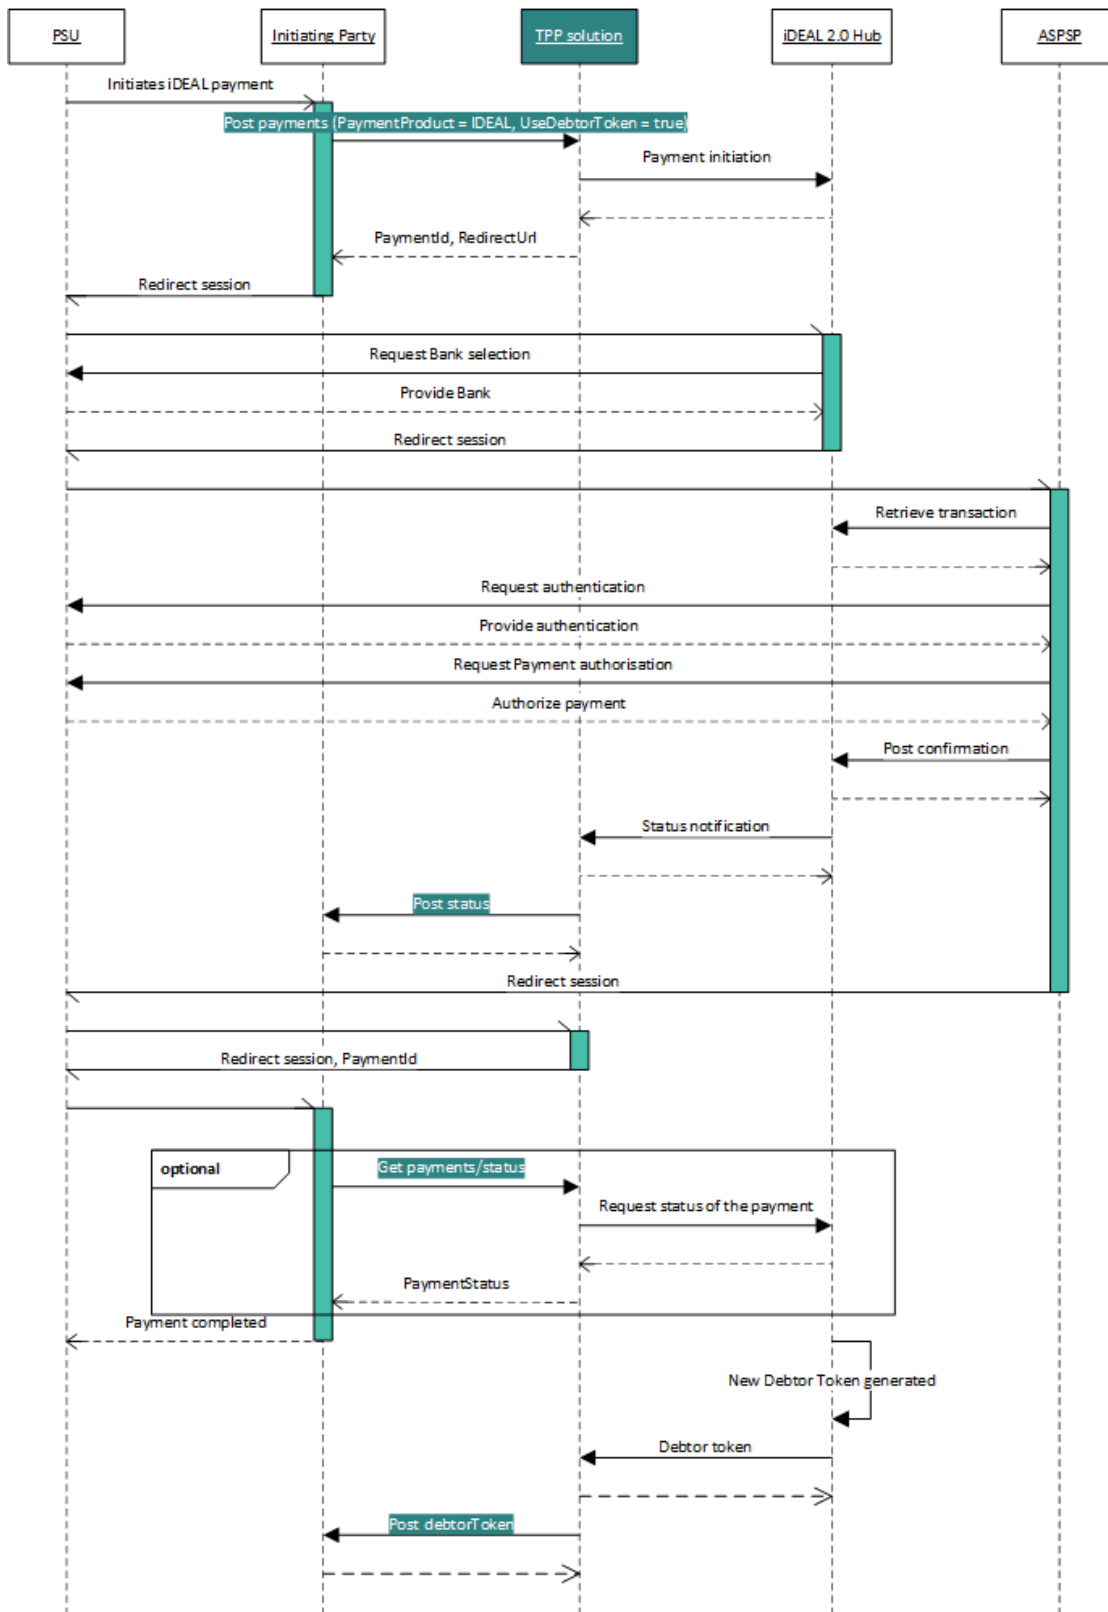 PSU
Initiating Party
TPP solution
iDEAL 2.0 Hub
ASPSP
Initiates iDEAL payment
Post payments (PaymentProduct = IDEAL, UseDebtorToken = true)
Payment initiation
PaymentId, RedirectUrl
Redirect session
Request Bank selection
Provide Bank
Redirect session
Retrieve transaction
Request authentication
Provide authentication
Request Payment authorisation
Authorize payment
Post confirmation
Status notification
Post status
Redirect session
Redirect session, PaymentId
optional
Get payments/status
Request status of the payment
PaymentStatus
Payment completed
New Debtor Token generated
Debtor token
Post debtorToken